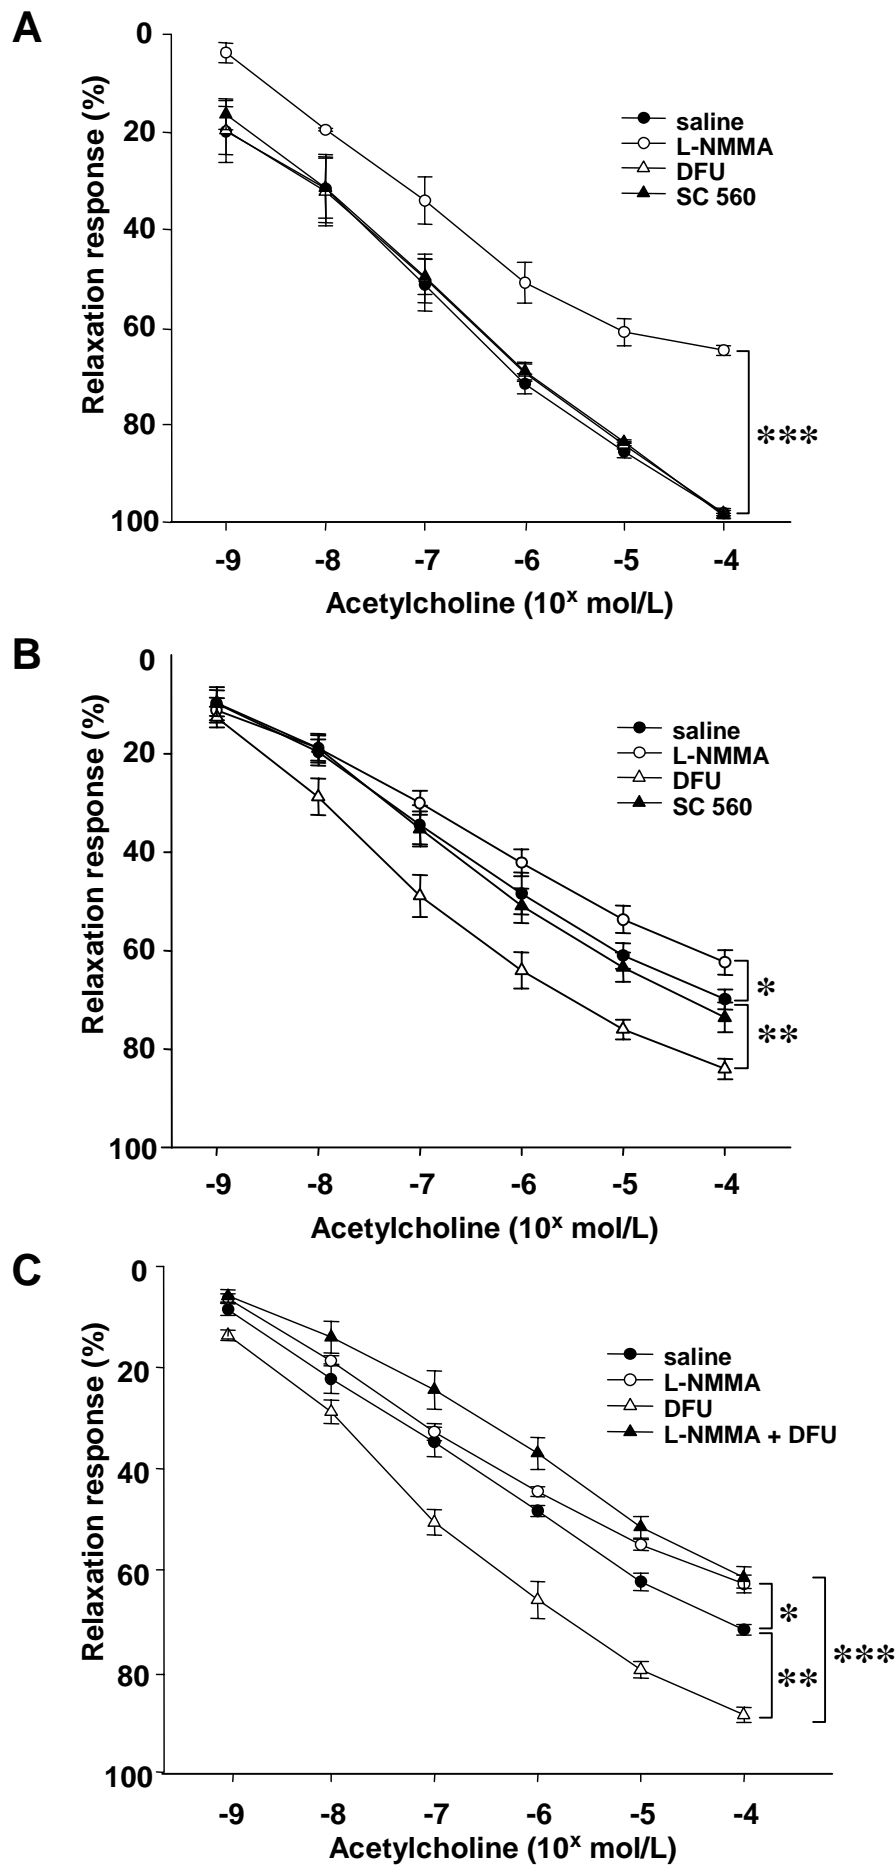 A
0
20
40
60
80
100
Relaxation response (%)
saline
L-NMMA
DFU
SC 560
***
-9 -8 -7 -6 -5 -4
Acetylcholine (10ˣ mol/L)
B
0
20
40
60
80
100
Relaxation response (%)
saline
L-NMMA
DFU
SC 560
*
**
-9 -8 -7 -6 -5 -4
Acetylcholine (10ˣ mol/L)
C
0
20
40
60
80
100
Relaxation response (%)
saline
L-NMMA
DFU
L-NMMA + DFU
*
**
***
-9 -8 -7 -6 -5 -4
Acetylcholine (10ˣ mol/L)